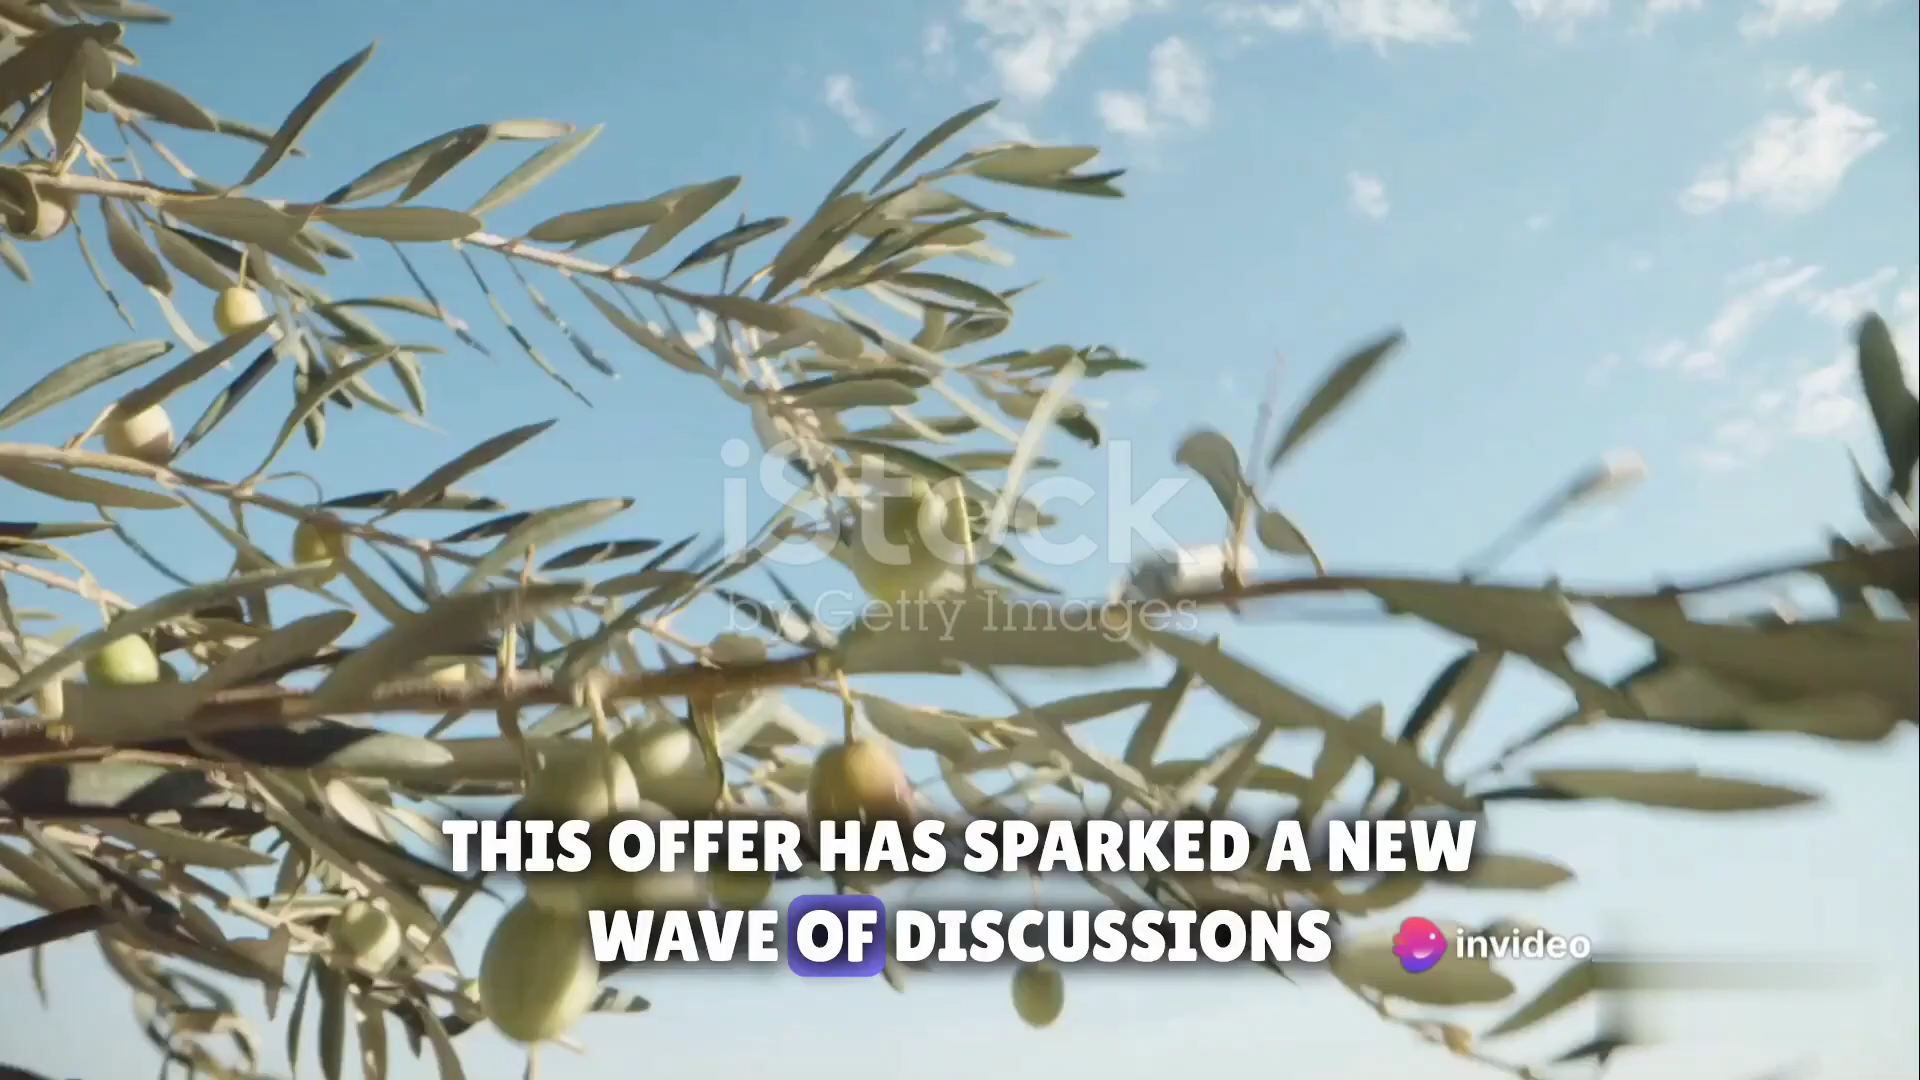 iStock
by Getty Images
THIS OFFER HAS SPARKED A NEW
WAVE OF DISCUSSIONS
invideo